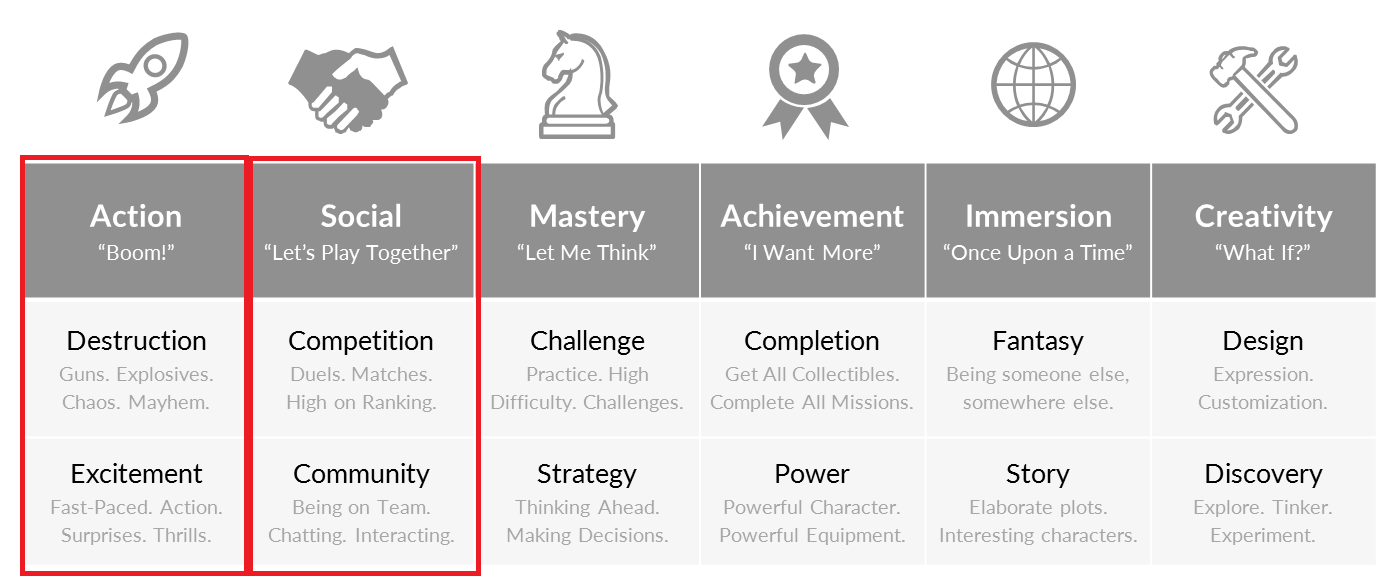 Action
“Boom!”
Social
“Let’s Play Together”
Mastery
“Let Me Think”
Achievement
“I Want More”
Immersion
“Once Upon a Time”
Creativity
“What If?”
Destruction
Guns. Explosives.
Chaos. Mayhem.
Competition
Duels. Matches.
High on Ranking.
Challenge
Practice. High
Difficulty. Challenges.
Completion
Get All Collectibles.
Complete All Missions.
Fantasy
Being someone else,
somewhere else.
Design
Expression.
Customization.
Excitement
Fast-Paced. Action.
Surprises. Thrills.
Community
Being on Team.
Chatting. Interacting.
Strategy
Thinking Ahead.
Making Decisions.
Power
Powerful Character.
Powerful Equipment.
Story
Elaborate plots.
Interesting characters.
Discovery
Explore. Tinker.
Experiment.